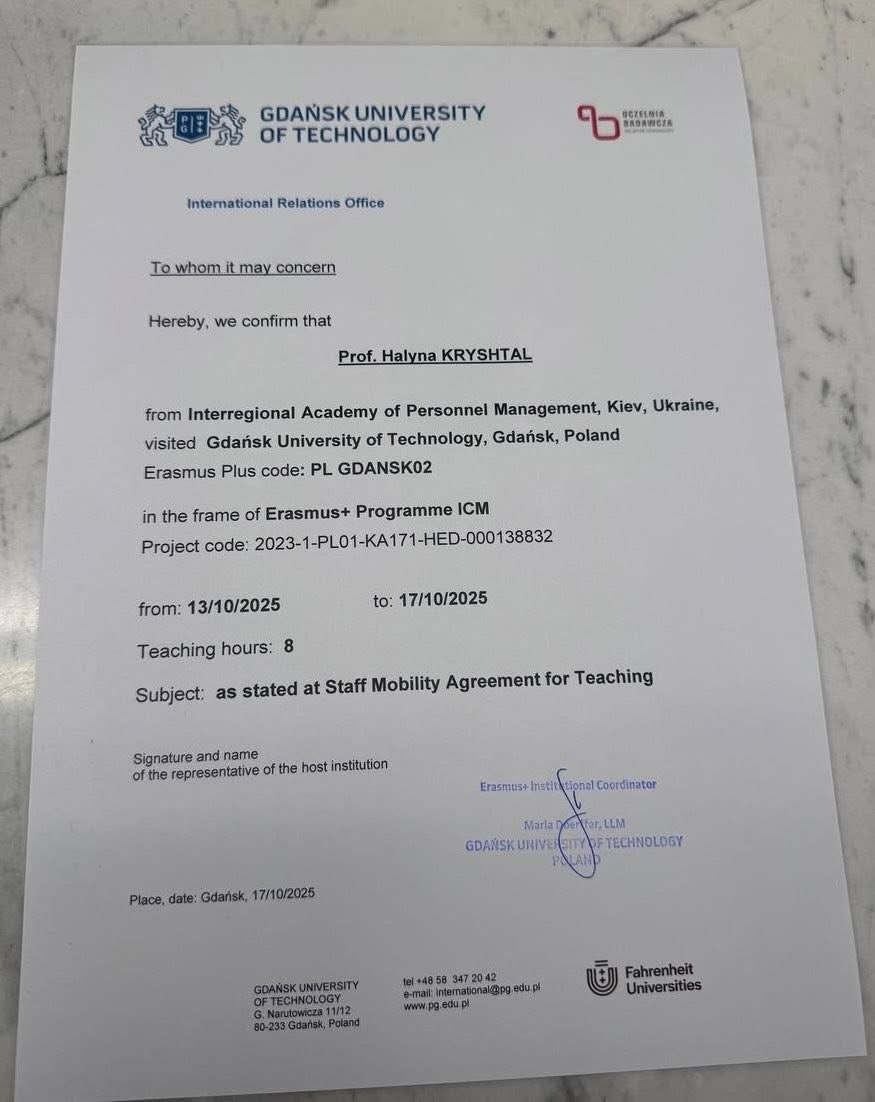 GDAŃSK UNIVERSITY
OF TECHNOLOGY
UCZELNIA
BADAWCZA
International Relations Office
To whom it may concern
Hereby, we confirm that
Prof. Halyna KRYSHTAL
from Interregional Academy of Personnel Management, Kiev, Ukraine,
visited Gdańsk University of Technology, Gdańsk, Poland
Erasmus Plus code: PL GDANSK02
in the frame of Erasmus+ Programme ICM
Project code: 2023-1-PL01-KA171-HED-000138832
from: 13/10/2025 to: 17/10/2025
Teaching hours: 8
Subject: as stated at Staff Mobility Agreement for Teaching
Signature and name
of the representative of the host institution
Erasmus+ Institutional Coordinator
Maria LLM
GDAŃSK UNIVERSITY OF TECHNOLOGY
POLAND
Place, date: Gdańsk, 17/10/2025
GDAŃSK UNIVERSITY
OF TECHNOLOGY
G. Narutowicza 11/12
80-233 Gdańsk, Poland
tel +48 58 347 20 42
e-mail: international@pg.edu.pl
www.pg.edu.pl
Fahrenheit
Universities